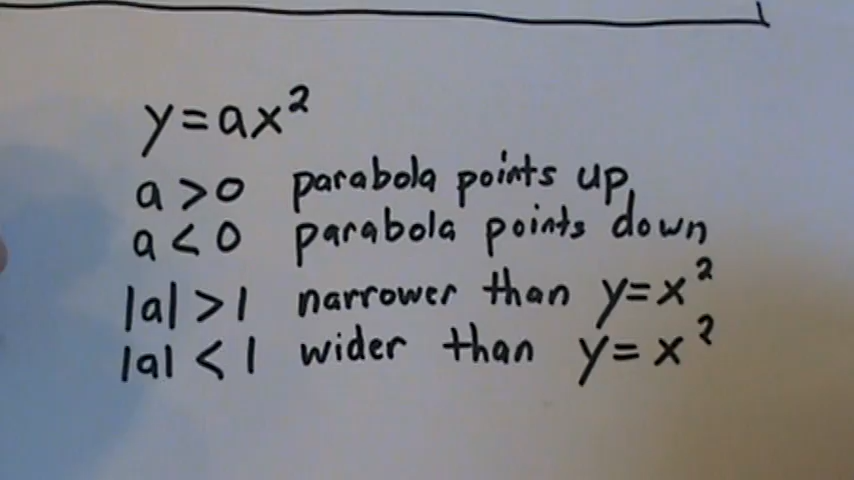 y=ax²
a>0 parabola points up,
a<0 parabola points down
|a|>1 narrower than y=x²
|a|<1 wider than y=x²